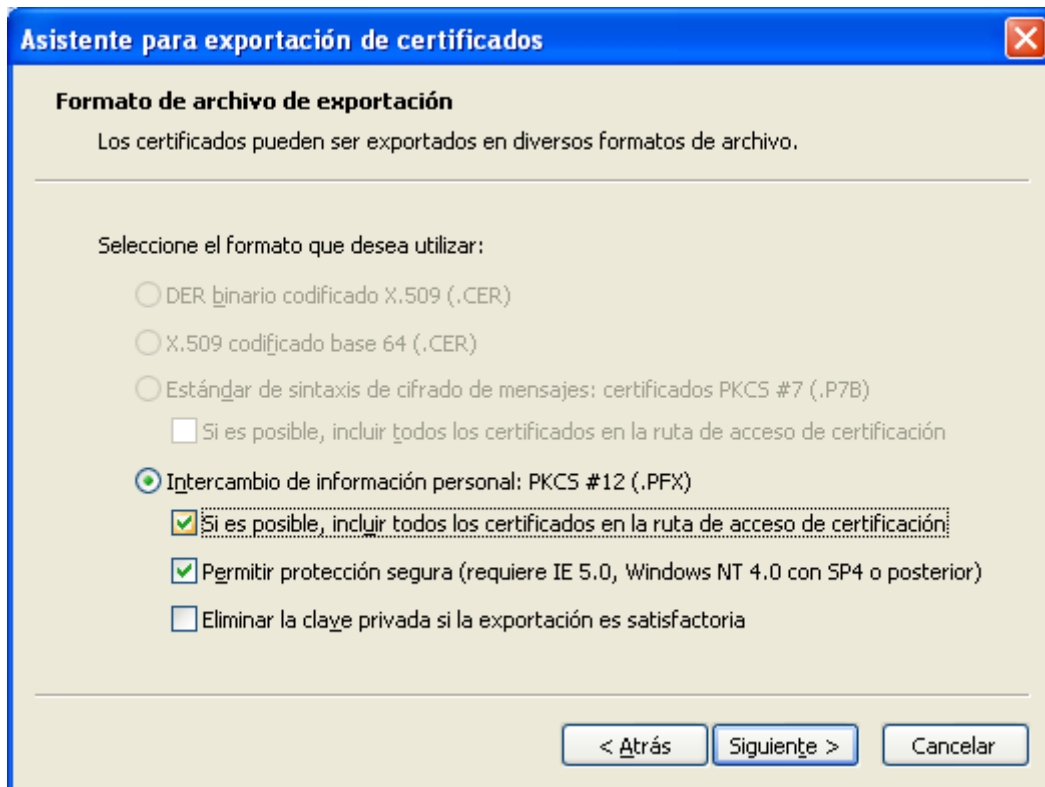 Asistente para exportación de certificados
Formato de archivo de exportación
Los certificados pueden ser exportados en diversos formatos de archivo.
Seleccione el formato que desea utilizar:
DER binario codificado X.509 (.CER)
X.509 codificado base 64 (.CER)
Estándar de sintaxis de cifrado de mensajes: certificados PKCS #7 (.P7B)
Si es posible, incluir todos los certificados en la ruta de acceso de certificación
Intercambio de información personal: PKCS #12 (.PFX)
Si es posible, incluir todos los certificados en la ruta de acceso de certificación
Permitir protección segura (requiere IE 5.0, Windows NT 4.0 con SP4 o posterior)
Eliminar la clave privada si la exportación es satisfactoria
< Atrás Siguiente > Cancelar